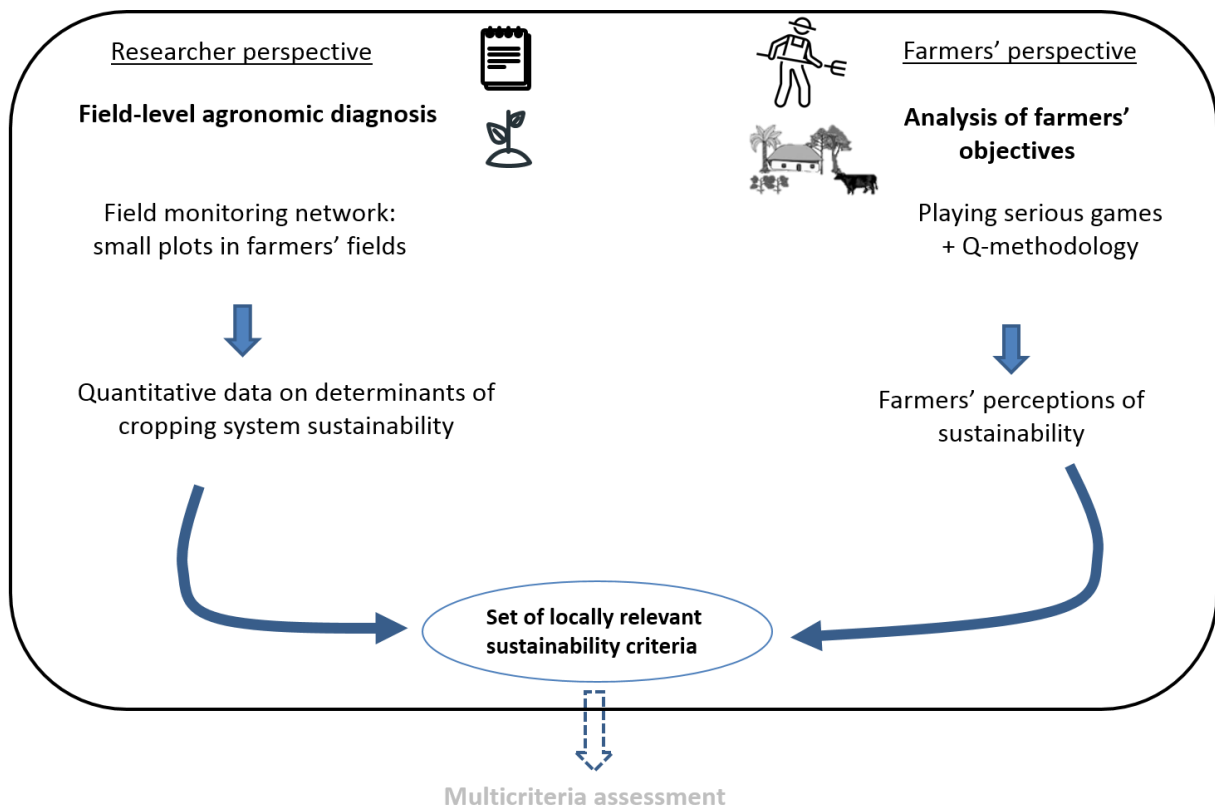 Researcher perspective
Field-level agronomic diagnosis
Field monitoring network:
small plots in farmers’ fields
Quantitative data on determinants of
cropping system sustainability
Farmers’ perspective
Analysis of farmers’
objectives
Playing serious games
+ Q-methodology
Farmers’ perceptions of
sustainability
Set of locally relevant
sustainability criteria
Multicriteria assessment